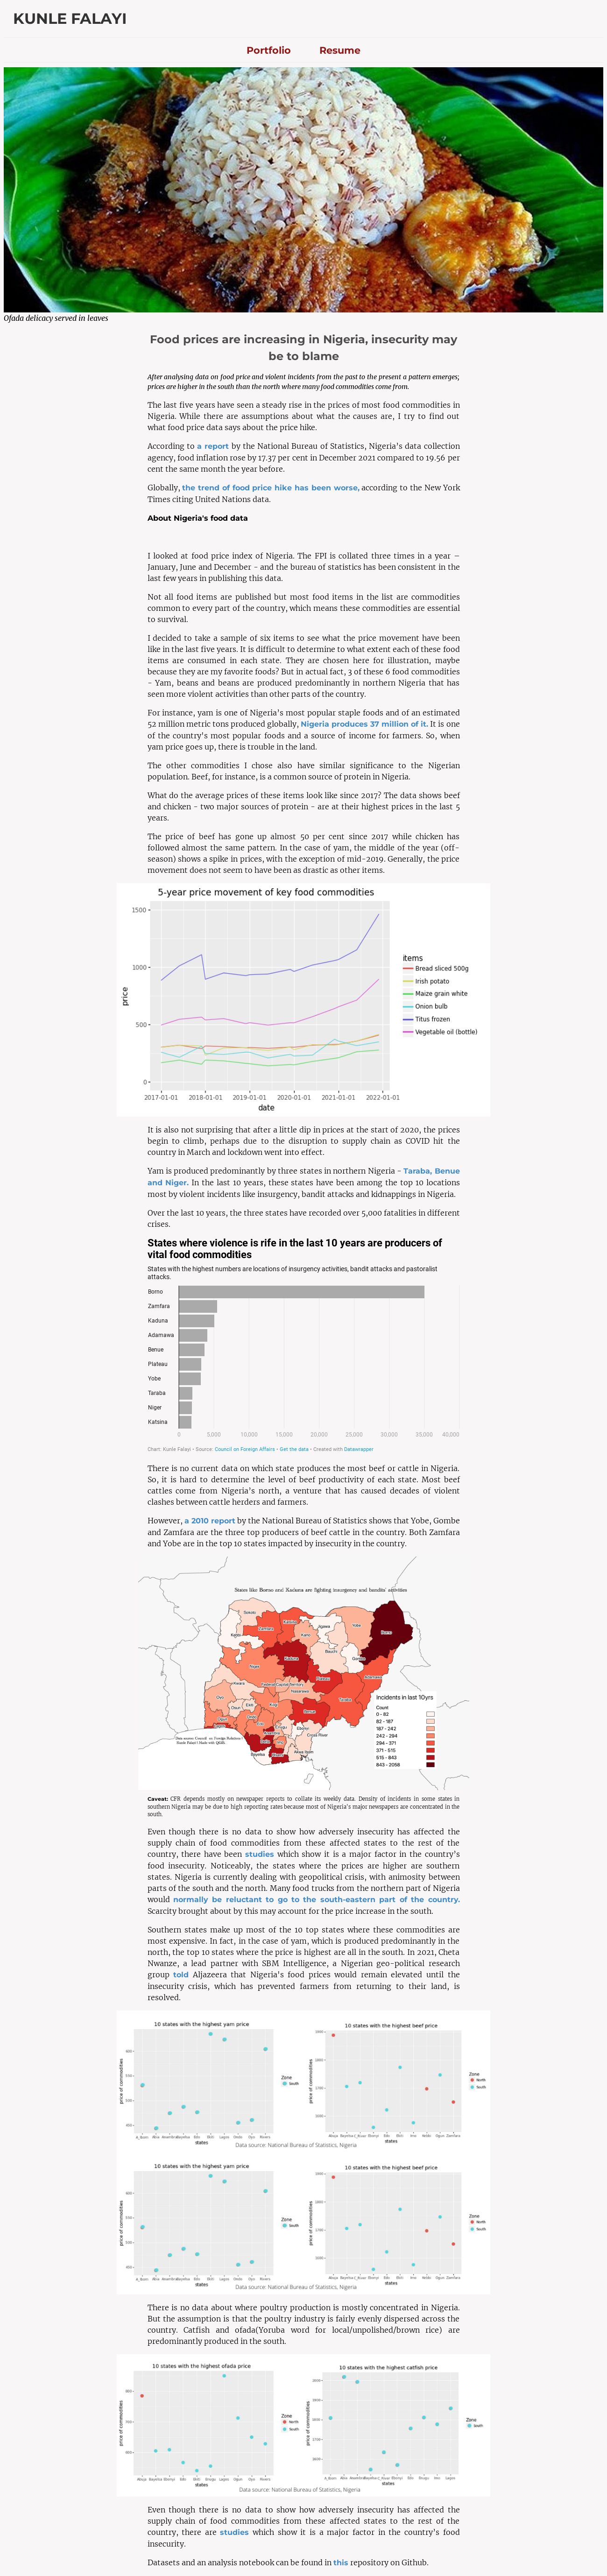 KUNLE FALAYI
Portfolio Resume
Ofada delicacy served in leaves
Food prices are increasing in Nigeria, insecurity may
be to blame
After analysing data on food price and violent incidents from the past to the present a pattern emerges;
prices are higher in the south than the north where many food commodities come from.
The last five years have seen a steady rise in the prices of most food commodities in
Nigeria. While there are assumptions about what the causes are, I try to find out
what food price data says about the price hike.
According to a report by the National Bureau of Statistics, Nigeria's data collection
agency, food inflation rose by 17.37 per cent in December 2021 compared to 19.56 per
cent the same month the year before.
Globally, the trend of food price hike has been worse, according to the New York
Times citing United Nations data.
About Nigeria's food data
I looked at food price index of Nigeria. The FPI is collated three times in a year –
January, June and December - and the bureau of statistics has been consistent in the
last few years in publishing this data.
Not all food items are published but most food items in the list are commodities
common to every part of the country, which means these commodities are essential
to survival.
I decided to take a sample of six items to see what the price movement have been
like in the last five years. It is difficult to determine to what extent each of these food
items are consumed in each state. They are chosen here for illustration, maybe
because they are my favorite foods? But in actual fact, 3 of these 6 food commodities
- Yam, beans and beans are produced predominantly in northern Nigeria that has
seen more violent activities than other parts of the country.
For instance, yam is one of Nigeria's most popular staple foods and of an estimated
52 million metric tons produced globally, Nigeria produces 37 million of it. It is one
of the country's most popular foods and a source of income for farmers. So, when
yam price goes up, there is trouble in the land.
The other commodities I chose also have similar significance to the Nigerian
population. Beef, for instance, is a common source of protein in Nigeria.
What do the average prices of these items look like since 2017? The data shows beef
and chicken - two major sources of protein - are at their highest prices in the last 5
years.
The price of beef has gone up almost 50 per cent since 2017 while chicken has
followed almost the same pattern. In the case of yam, the middle of the year (off-
season) shows a spike in prices, with the exception of mid-2019. Generally, the price
movement does not seem to have been as drastic as other items.
5-year price movement of key food commodities
1500
1000
500
0
price
2017-01-01 2018-01-01 2019-01-01 2020-01-01 2021-01-01 2022-01-01
date
items
Bread sliced 500g
Irish potato
Maize grain white
Onion bulb
Titus frozen
Vegetable oil (bottle)
It is also not surprising that after a little dip in prices at the start of 2020, the prices
begin to climb, perhaps due to the disruption to supply chain as COVID hit the
country in March and lockdown went into effect.
Yam is produced predominantly by three states in northern Nigeria – Taraba, Benue
and Niger. In the last 10 years, these states have been among the top 10 locations
most by violent incidents like insurgency, bandit attacks and kidnappings in Nigeria.
Over the last 10 years, the three states have recorded over 5,000 fatalities in different
crises.
States where violence is rife in the last 10 years are producers of
vital food commodities
States with the highest numbers are locations of insurgency activities, bandit attacks and pastoralist
attacks.
Borno
Zamfara
Kaduna
Adamawa
Benue
Plateau
Yobe
Taraba
Niger
Katsina
0 5,000 10,000 15,000 20,000 25,000 30,000 35,000 40,000
Chart: Kunle Falayi • Source: Council on Foreign Affairs • Get the data • Created with Datawrapper
There is no current data on which state produces the most beef or cattle in Nigeria.
So, it is hard to determine the level of beef productivity of each state. Most beef
cattles come from Nigeria's north, a venture that has caused decades of violent
clashes between cattle herders and farmers.
However, a 2010 report by the National Bureau of Statistics shows that Yobe, Gombe
and Zamfara are the three top producers of beef cattle in the country. Both Zamfara
and Yobe are in the top 10 states impacted by insecurity in the country.
States like Borno and Kaduna are fighting insurgency and bandits' activities
Sokoto
Kebbi
Zamfara
Kano
Jigawa
Yobe
Borno
Kaduna
Bauchi
Niger
Plateau
Adamawa
Federal Capital Territory
Nasarawa
Taraba
Kwara
Oyo
Osun
Ekiti
Kogi
Benue
Cross River
Bayelsa
Incidents in last 10yrs
Count
0 - 82
82 - 187
187 - 242
242 - 294
294 - 371
371 - 515
515 - 843
843 - 2058
Caveat: CFR depends mostly on newspaper reports to collate its weekly data. Density of incidents in some states in
southern Nigeria may be due to high reporting rates because most of Nigeria's major newspapers are concentrated in the
south.
Even though there is no data to show how adversely insecurity has affected the
supply chain of food commodities from these affected states to the rest of the
country, there have been studies which show it is a major factor in the country's
food insecurity. Noticeably, the states where the prices are higher are southern
states. Nigeria is currently dealing with geopolitical crisis, with animosity between
parts of the south and the north. Many food trucks from the northern part of Nigeria
would normally be reluctant to go to the south-eastern part of the country.
Scarcity brought about by this may account for the price increase in the south.
Southern states make up most of the 10 top states where these commodities are
most expensive. In fact, in the case of yam, which is produced predominantly in the
north, the top 10 states where the price is highest are all in the south. In 2021, Cheta
Nwanze, a lead partner with SBM Intelligence, a Nigerian geo-political research
group told Aljazeera that Nigeria's food prices would remain elevated until the
insecurity crisis, which has prevented farmers from returning to their land, is
resolved.
10 states with the highest yam price
price of commodities
states
Zone
South
10 states with the highest beef price
price of commodities
states
Zone
North
South
Data source: National Bureau of Statistics, Nigeria
10 states with the highest yam price
price of commodities
states
Zone
South
10 states with the highest beef price
price of commodities
states
Zone
North
South
Data source: National Bureau of Statistics, Nigeria
There is no data about where poultry production is mostly concentrated in Nigeria.
But the assumption is that the poultry industry is fairly evenly dispersed across the
country. Catfish and ofada(Yoruba word for local/unpolished/brown rice) are
predominantly produced in the south.
10 states with the highest ofada price
price of commodities
states
Zone
North
South
10 states with the highest catfish price
price of commodities
states
Zone
South
Data source: National Bureau of Statistics, Nigeria
Even though there is no data to show how adversely insecurity has affected the
supply chain of food commodities from these affected states to the rest of the
country, there are studies which show it is a major factor in the country's food
insecurity.
Datasets and an analysis notebook can be found in this repository on Github.